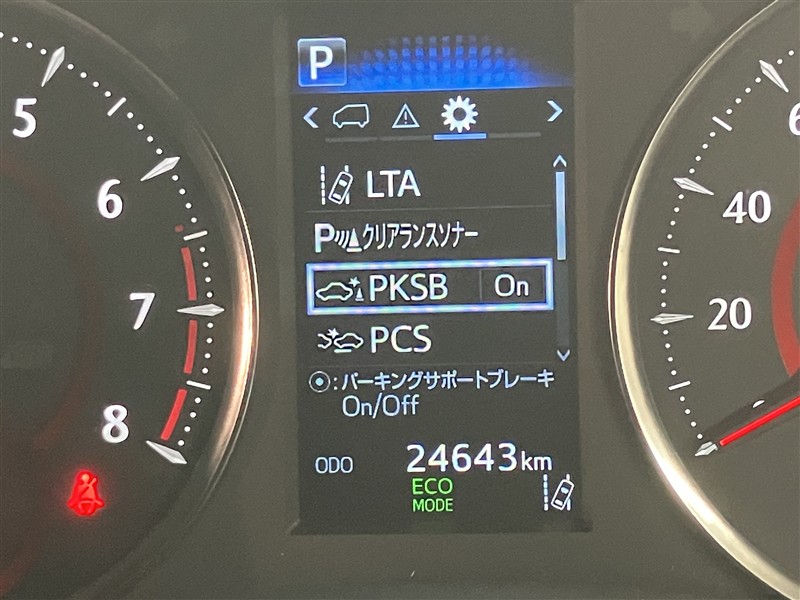 P
LTA
P クリアランスソナー
PKSB On
PCS
⦿:パーキングサポートブレーキ
On/Off
ODO 24643km
ECO
MODE
5
6
7
8
6
40
20